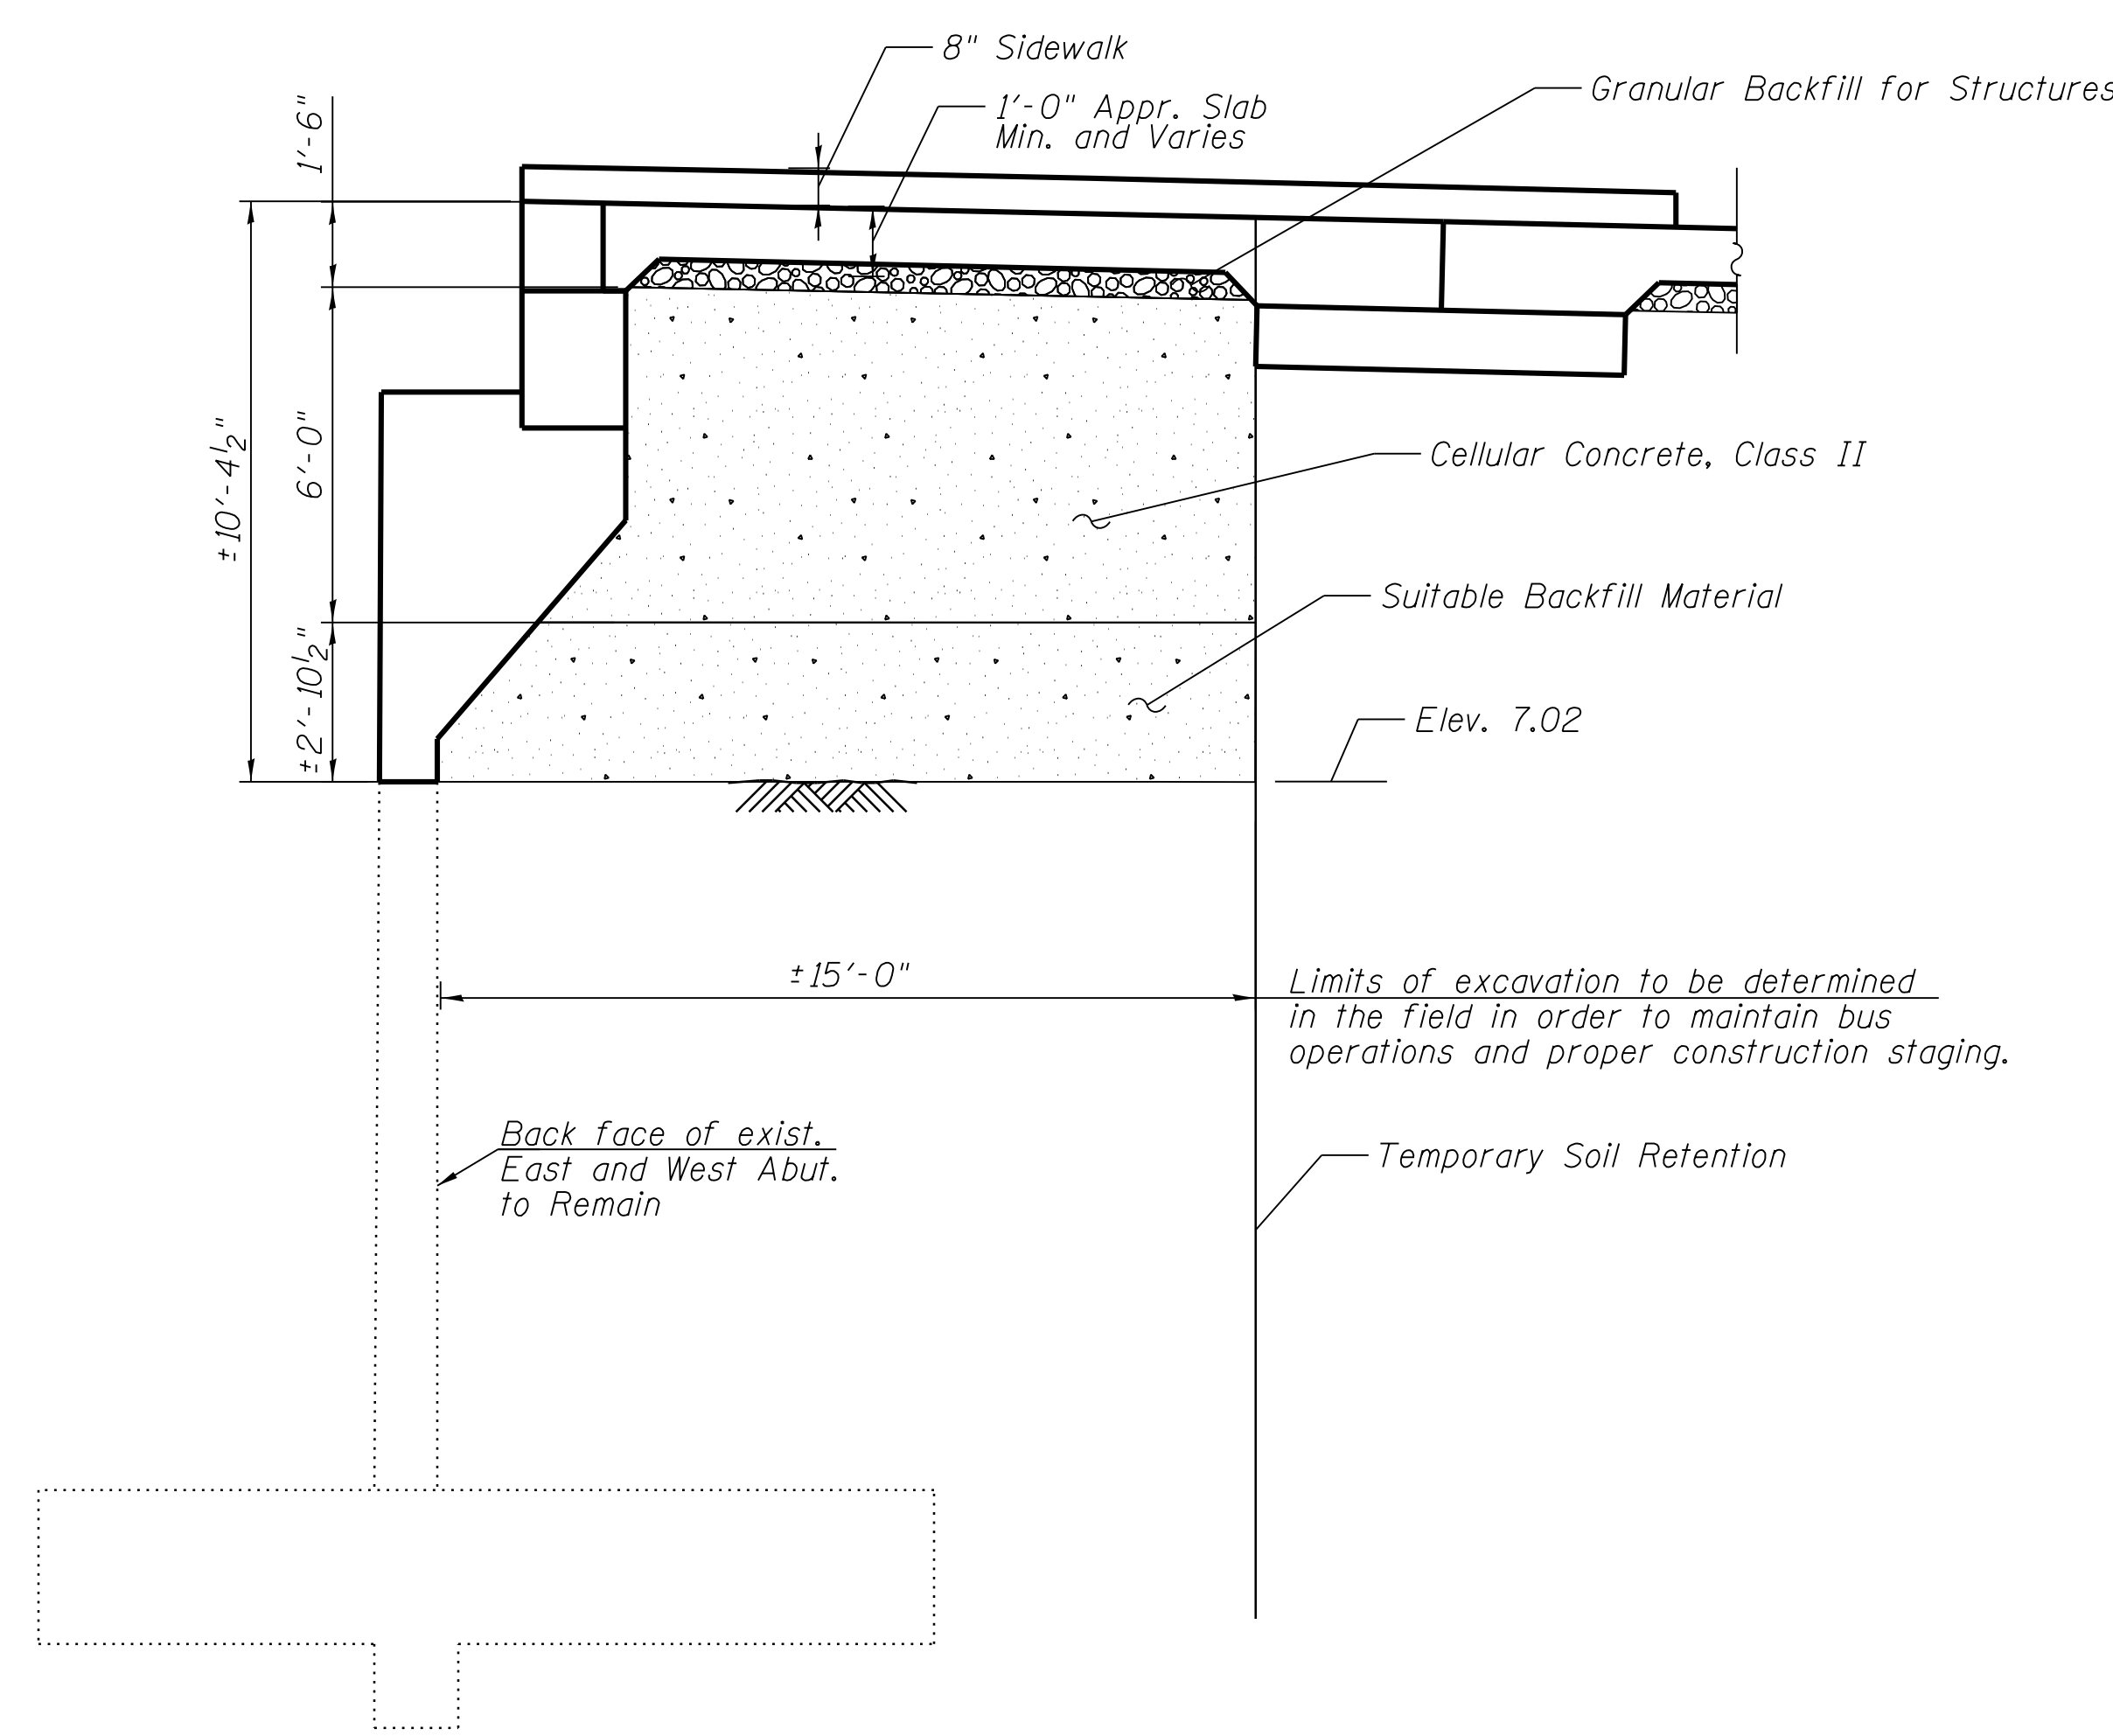 8" Sidewalk
1'-0" Appr. Slab
Min. and Varies
Granular Backfill for Structures
1'-6"
6'-0"
±10'-4½"
±2'-10½"
Cellular Concrete, Class II
Suitable Backfill Material
Elev. 7.02
±15'-0"
Limits of excavation to be determined
in the field in order to maintain bus
operations and proper construction staging.
Back face of exist.
East and West Abut.
to Remain
Temporary Soil Retention